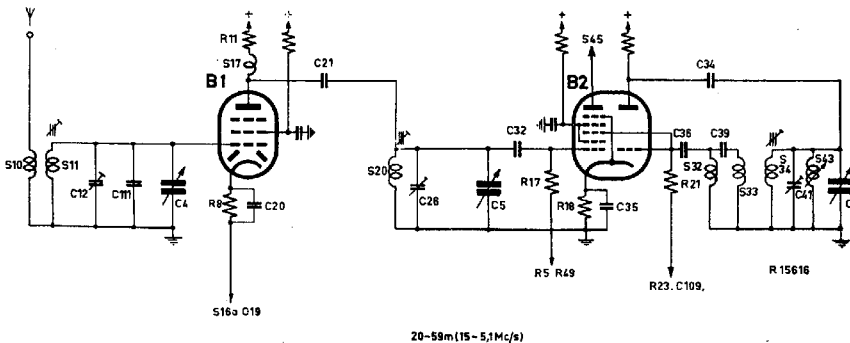 + + + +
R11
S17
C21
S45
C34
B1
B2
C32
C36 C39
S10
S11
S20
S32
S34
S43
C12
C111
C4
R8
C20
C26
C5
R17
R18
C35
R21
S33
C41
C
R5 R49
R23. C109,
R15616
S16a C19
20-59m (15-5,1Mc/s)